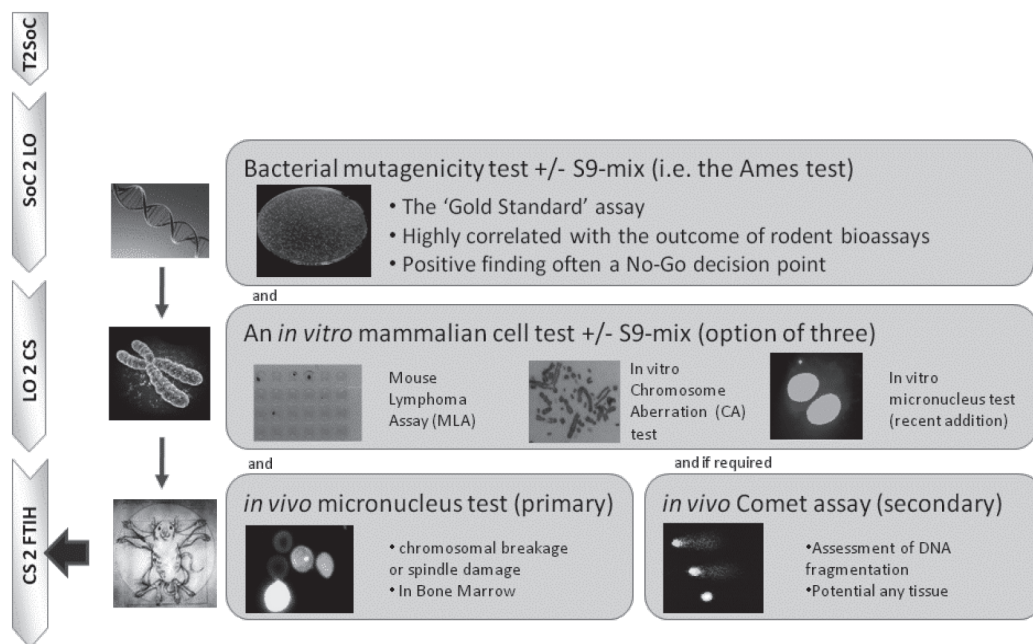 T2SoC
SoC 2 LO
LO 2 CS
CS 2 FTIH
Bacterial mutagenicity test +/- S9-mix (i.e. the Ames test)
• The ‘Gold Standard’ assay
• Highly correlated with the outcome of rodent bioassays
• Positive finding often a No-Go decision point
and
An in vitro mammalian cell test +/- S9-mix (option of three)
Mouse
Lymphoma
Assay (MLA)
In vitro
Chromosome
Aberration (CA)
test
In vitro
micronucleus test
(recent addition)
and
in vivo micronucleus test (primary)
• chromosomal breakage
or spindle damage
• In Bone Marrow
and if required
in vivo Comet assay (secondary)
•Assessment of DNA
fragmentation
•Potential any tissue